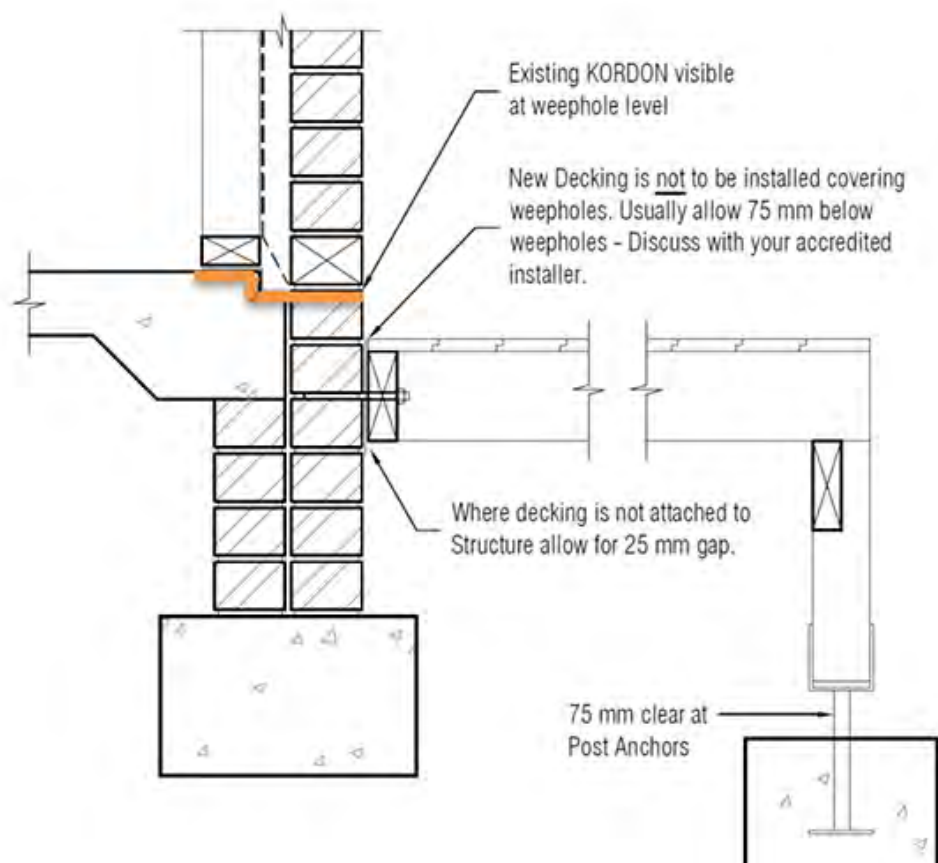 Existing KORDON visible
at weephole level
New Decking is not to be installed covering
weepholes. Usually allow 75 mm below
weepholes - Discuss with your accredited
installer.
Where decking is not attached to
Structure allow for 25 mm gap.
75 mm clear at
Post Anchors